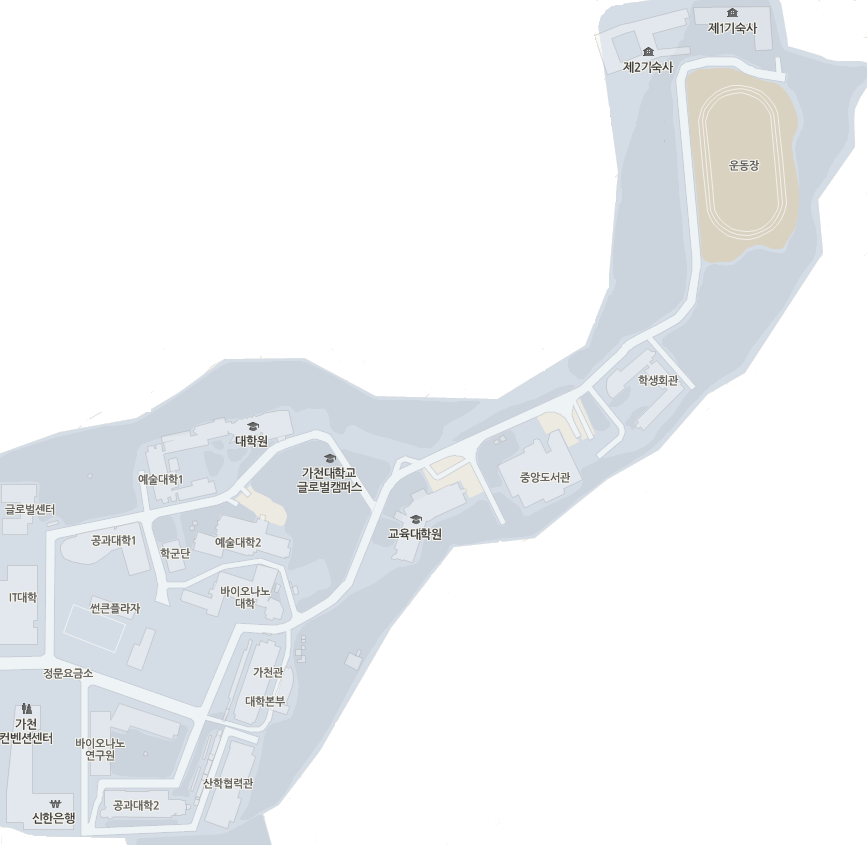 제1기숙사
제2기숙사
운동장
학생회관
대학원
가천대학교
글로벌캠퍼스
예술대학1
중앙도서관
글로벌센터
교육대학원
공과대학1
예술대학2
학군단
IT대학
바이오나노
대학
썬큰플라자
정문요금소
가천관
대학본부
가천
컨벤션센터
바이오나노
연구원
산학협력관
공과대학2
신한은행